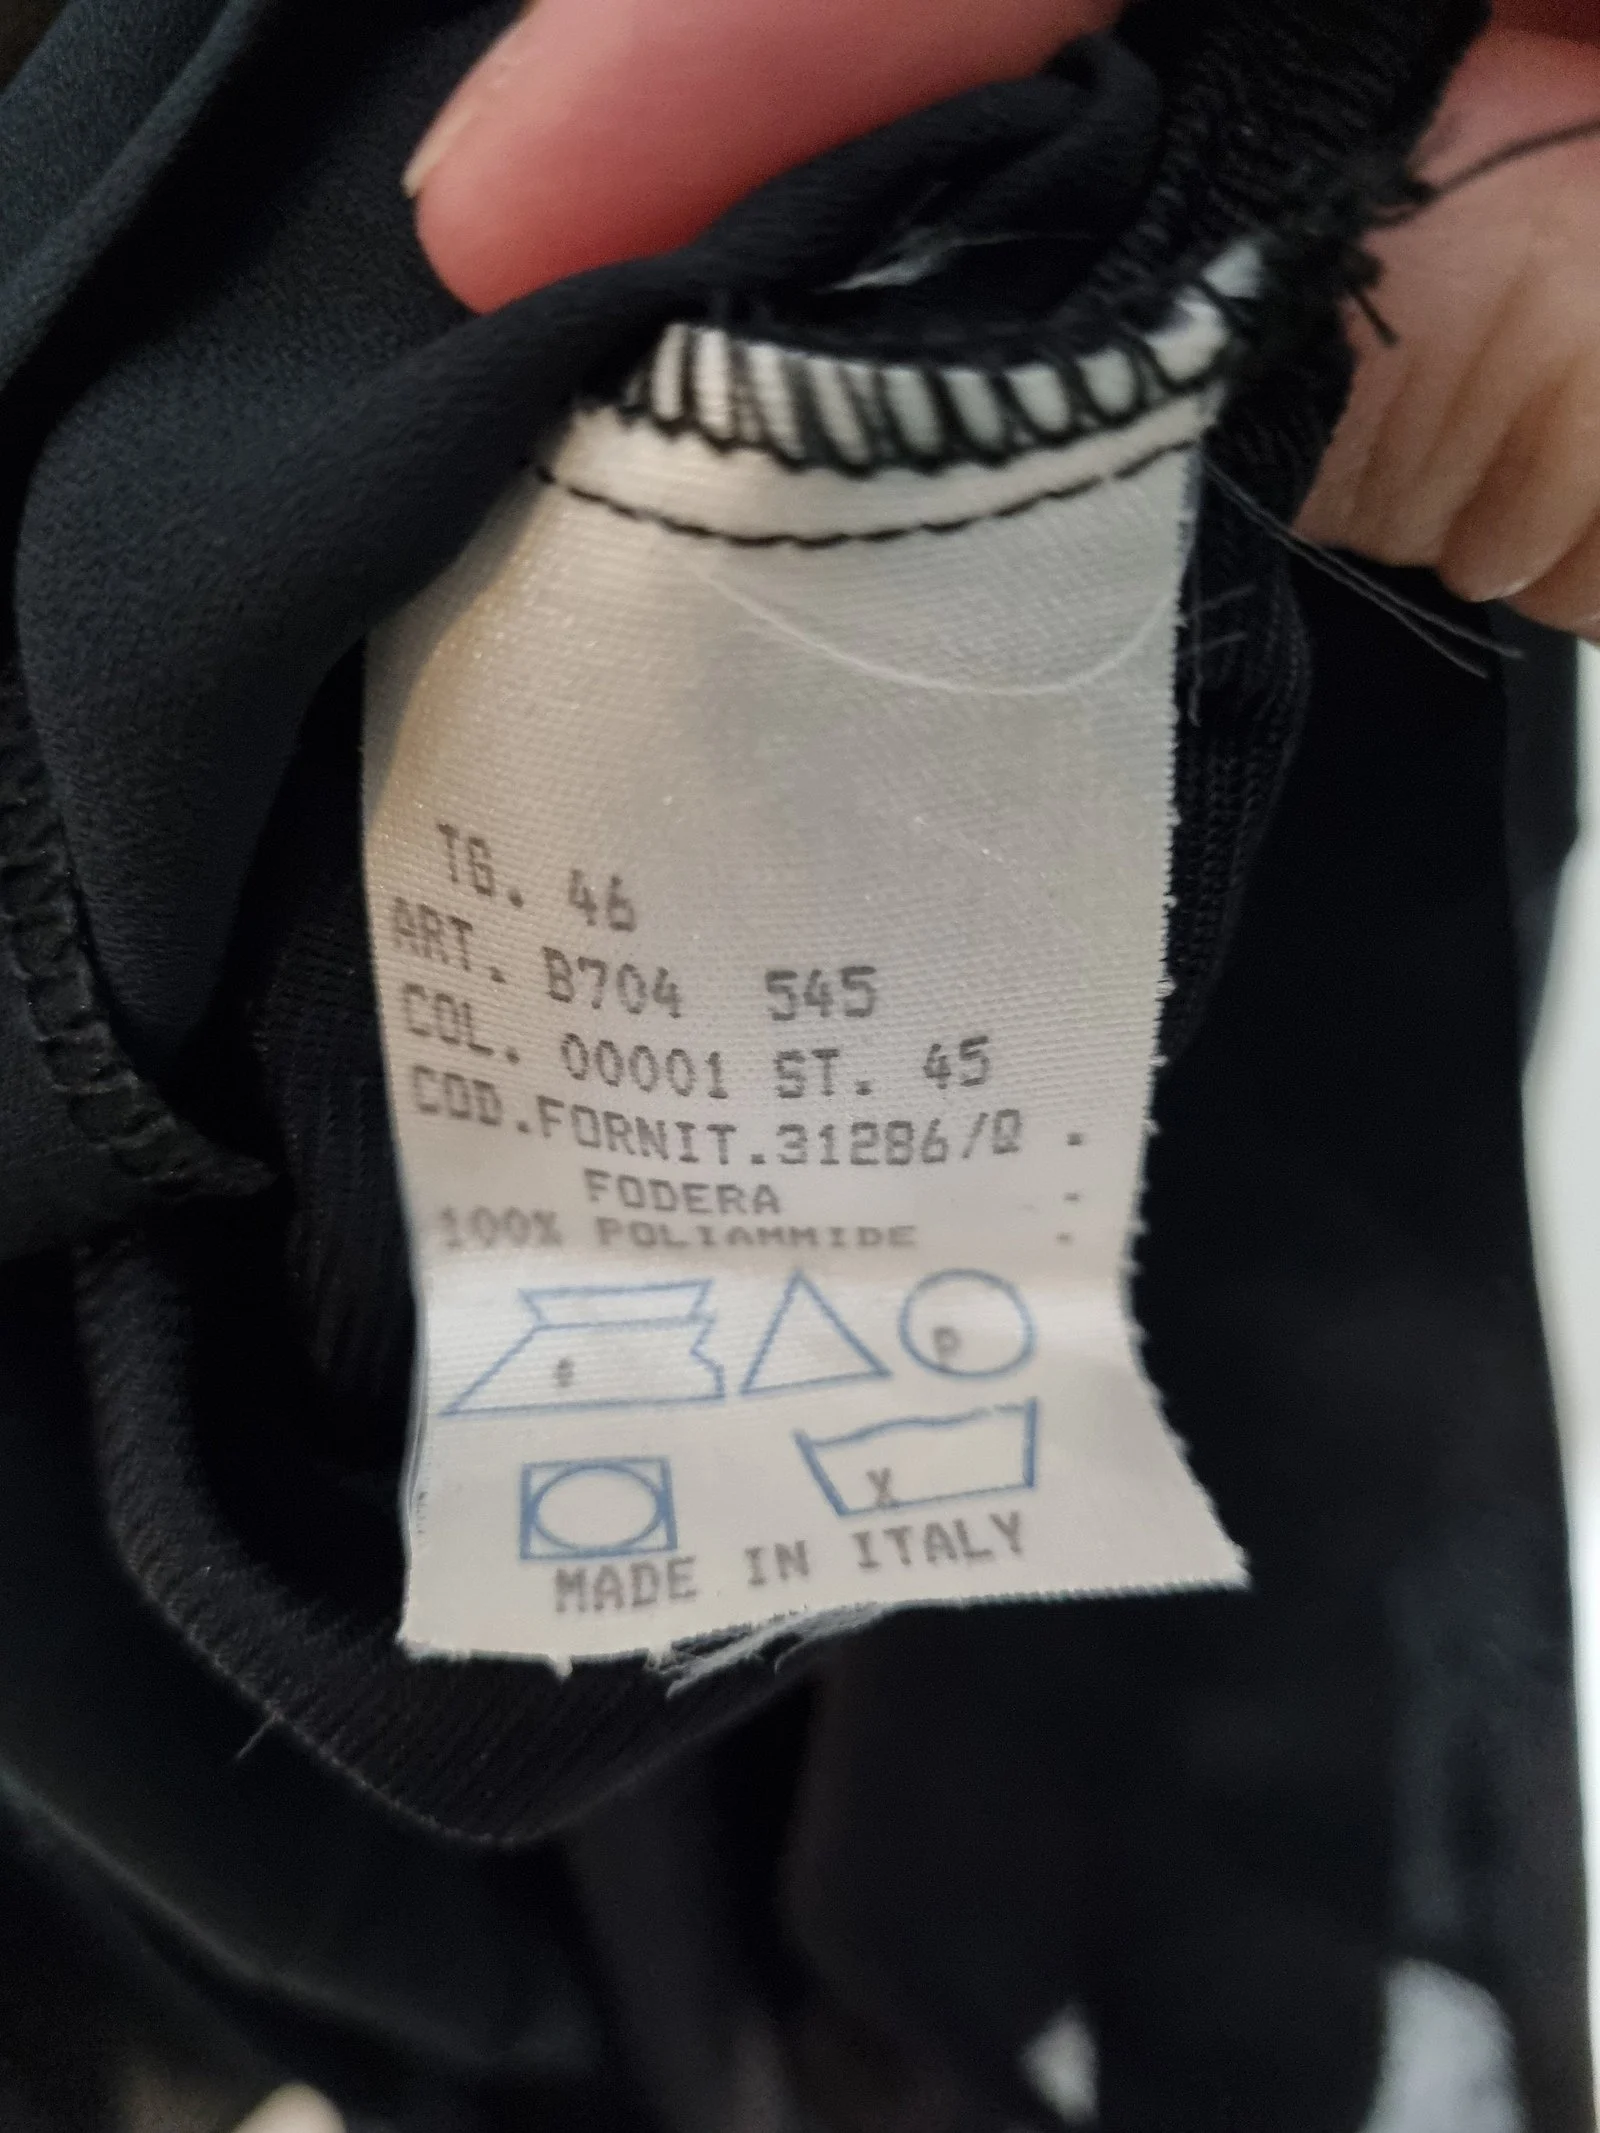 TG. 46
ART. B704 545
COL. 00001 ST. 45
COD.FORNIT.31286/Q .
FODERA -
100% POLIAMMIDE -
P
X
MADE IN ITALY